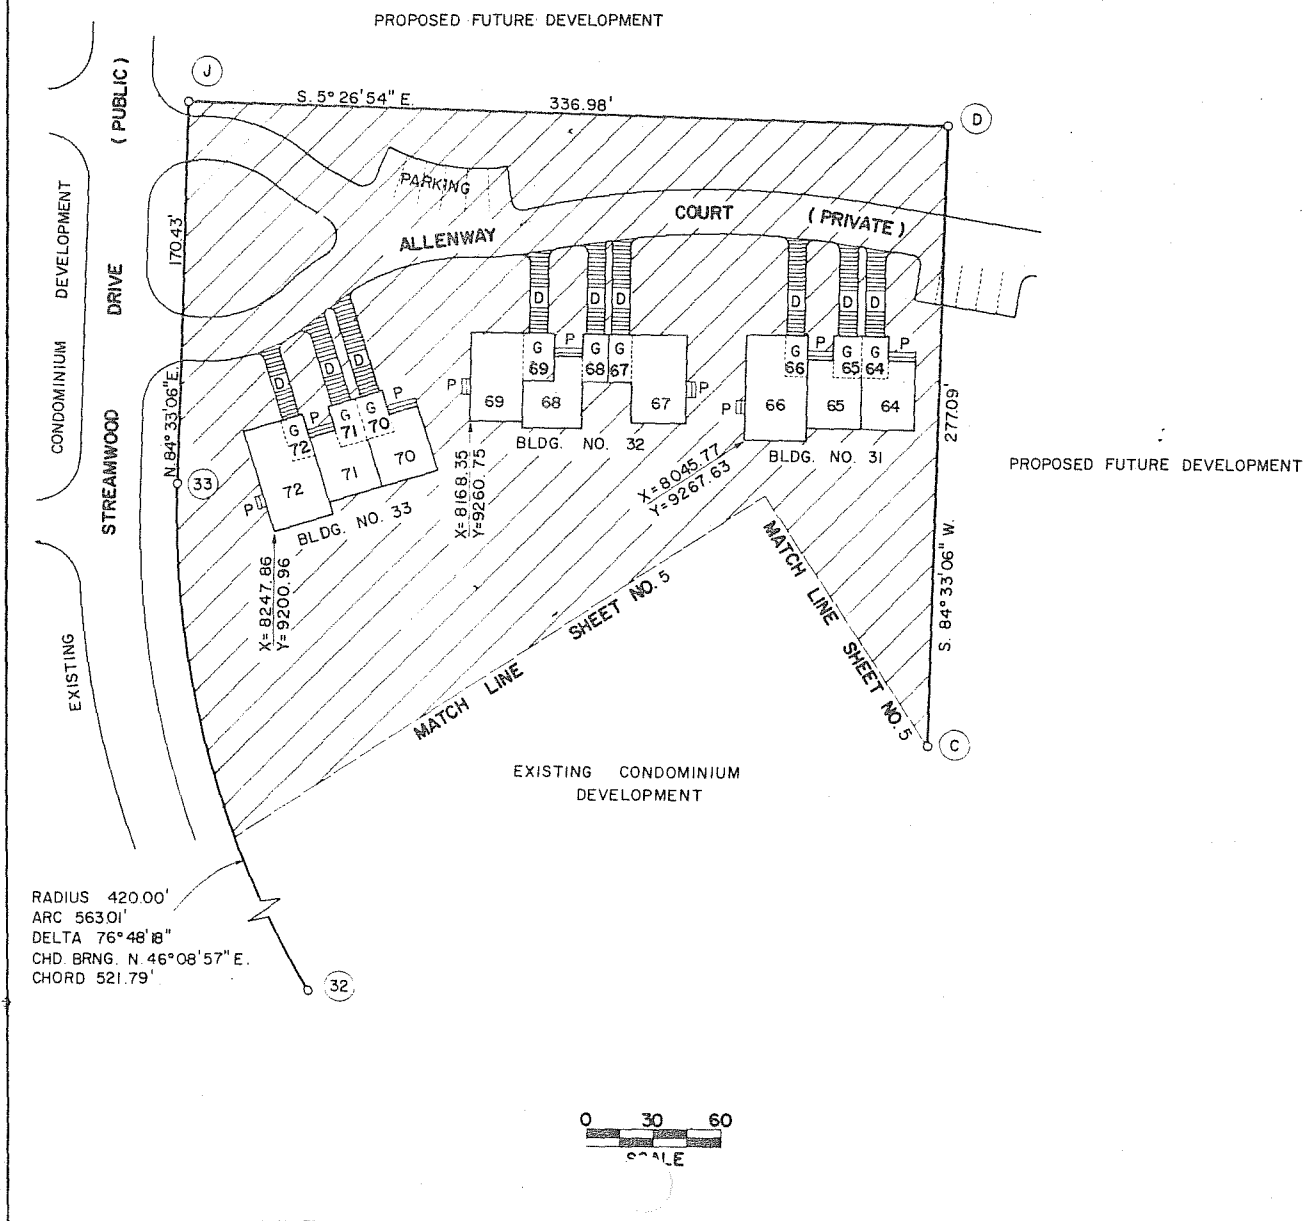 PROPOSED FUTURE DEVELOPMENT
J
S. 5° 26' 54" E. 336.98'
D
( PUBLIC )
STREAMWOOD DRIVE
CONDOMINIUM DEVELOPMENT
EXISTING
170.43'
N. 84° 33' 06" E.
33
PARKING
ALLENWAY COURT ( PRIVATE )
D
D
D
D
D
D
D
D
D
G
72
P
G
71
G
70
P
72
71
70
P
BLDG. NO. 33
X= 8247.86
Y= 9200.96
G
69
P
G
68
G
67
P
69
68
67
P
BLDG. NO. 32
X= 8168.35
Y= 9260.75
G
66
P
G
65
G
64
P
P
66
65
64
BLDG. NO. 31
X= 8045.77
Y= 9267.63
277.09'
S. 84° 33' 06" W.
PROPOSED FUTURE DEVELOPMENT
MATCH LINE SHEET NO. 5
MATCH LINE SHEET NO. 5
C
EXISTING CONDOMINIUM
DEVELOPMENT
RADIUS 420.00'
ARC 563.01'
DELTA 76° 48' 18"
CHD. BRNG. N. 46° 08' 57" E.
CHORD 521.79'
32
0 30 60
SCALE